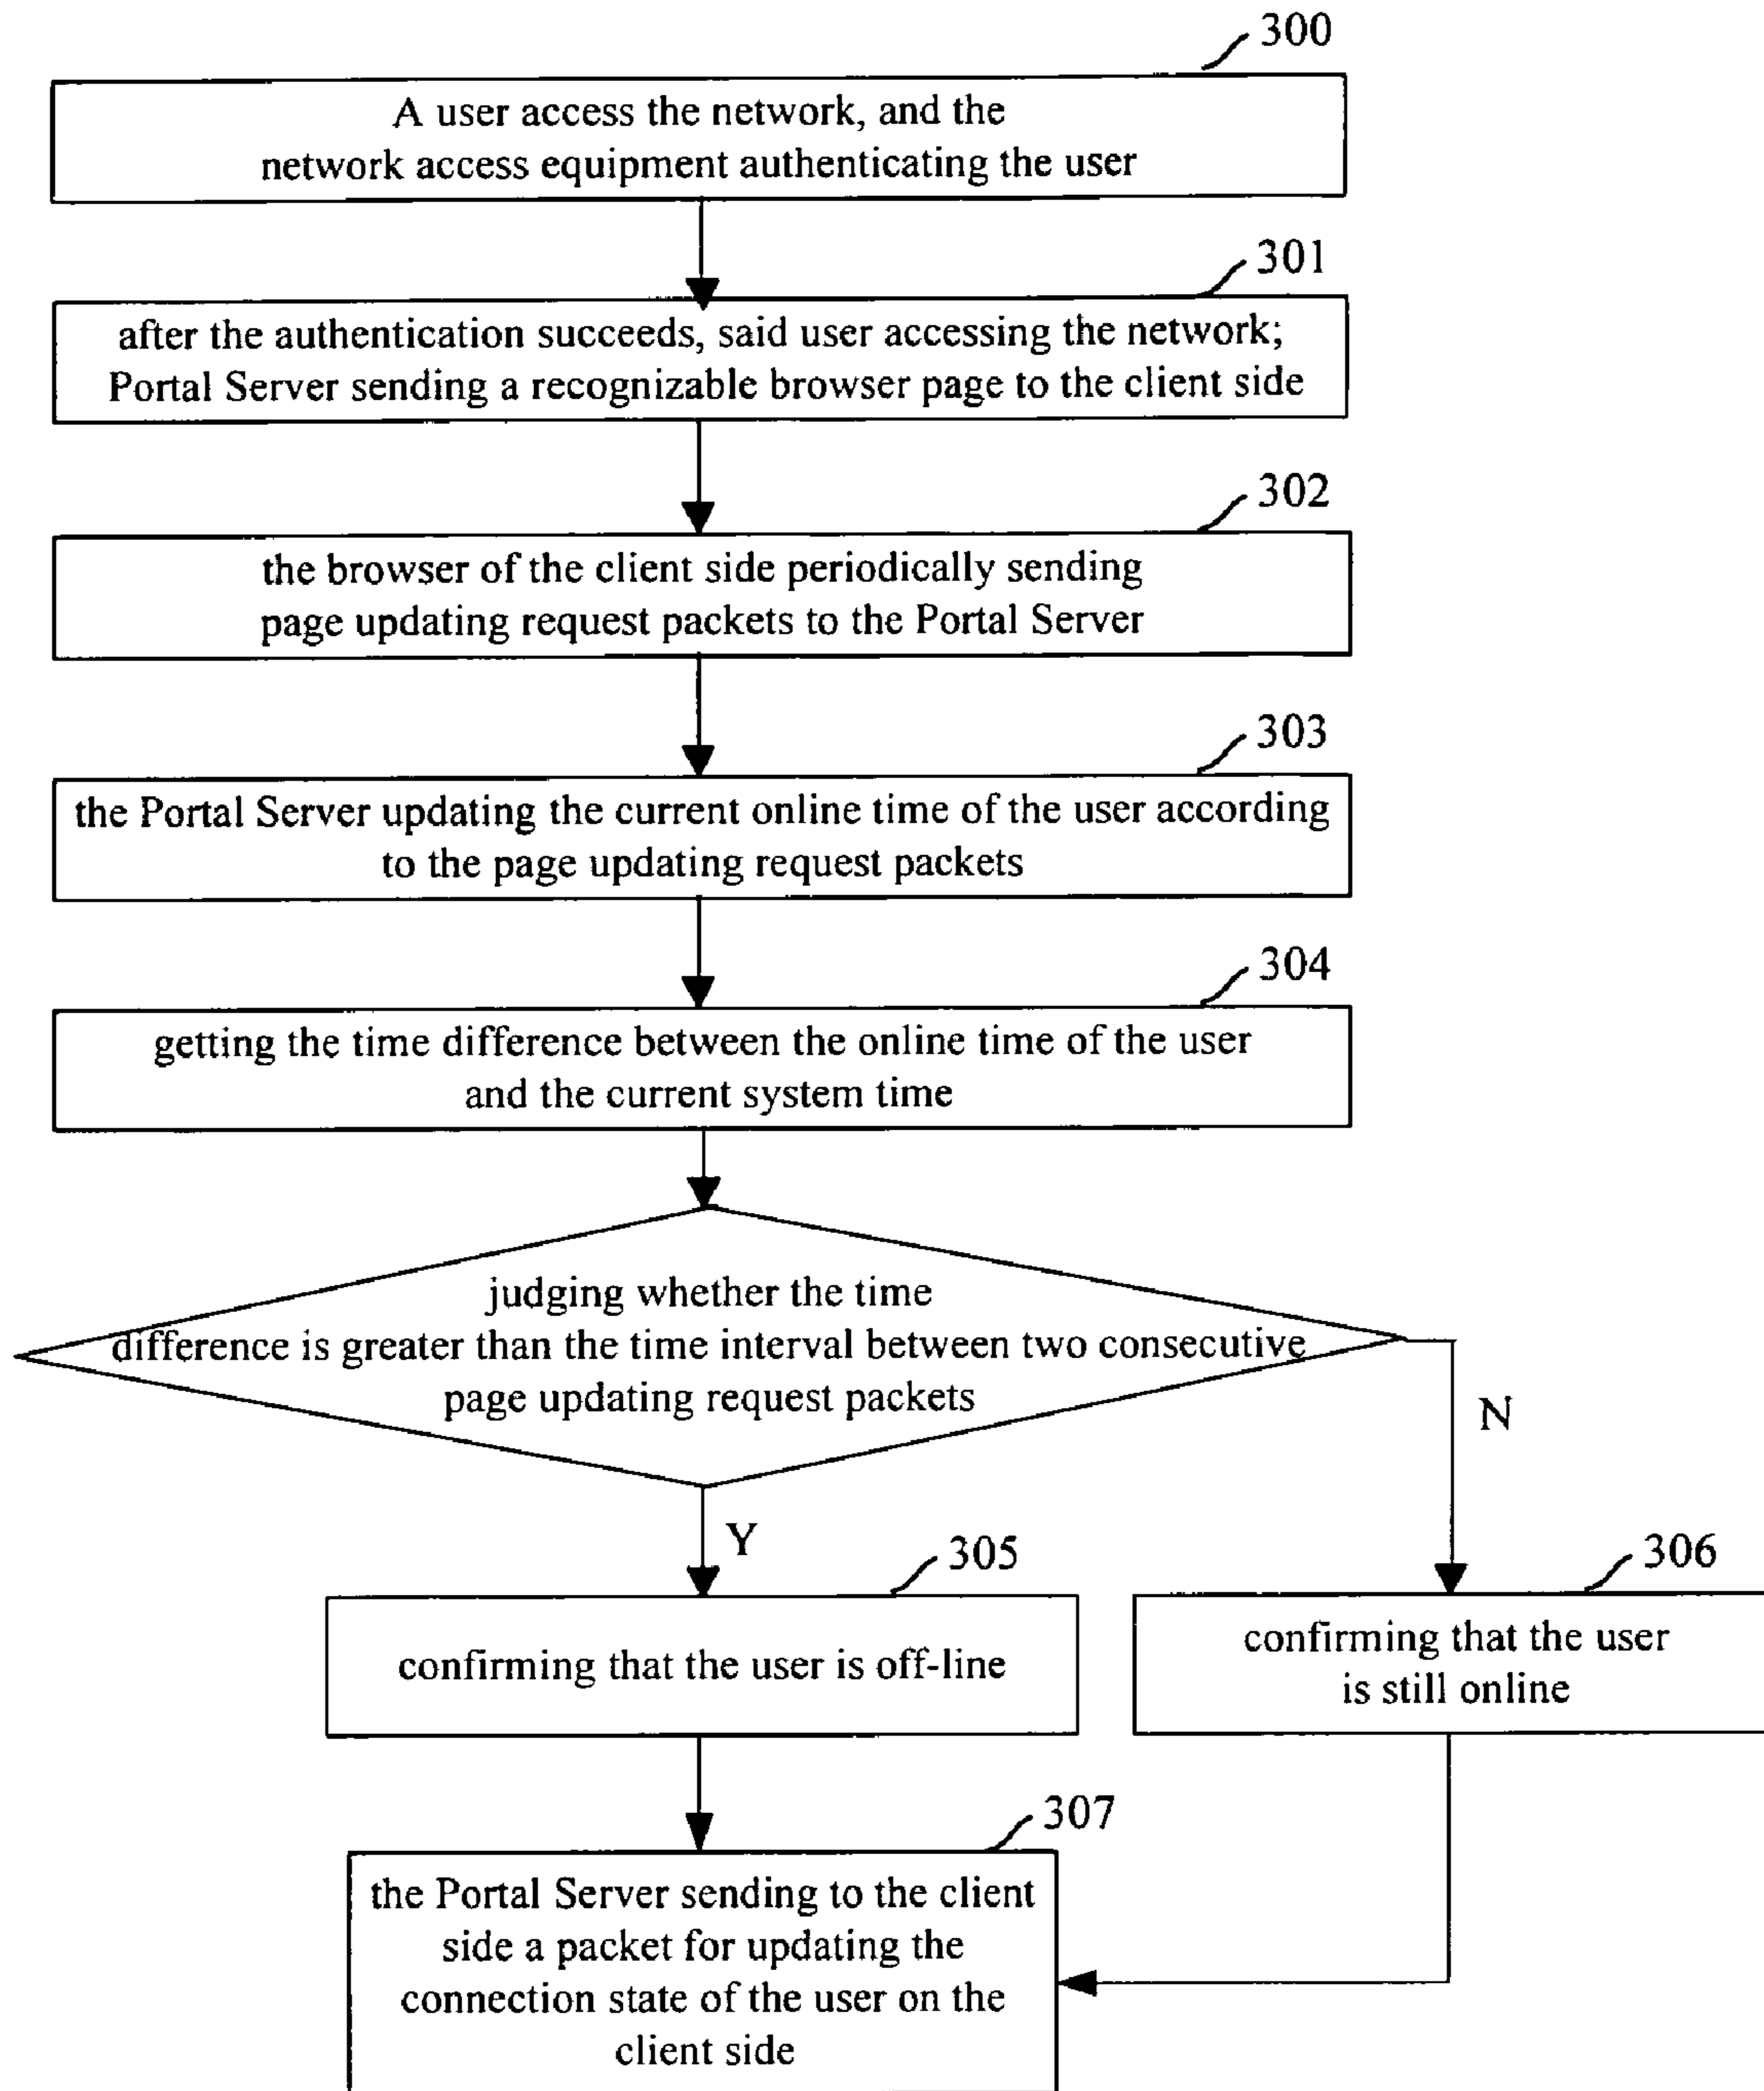 300
A user access the network, and the
network access equipment authenticating the user
301
after the authentication succeeds, said user accessing the network;
Portal Server sending a recognizable browser page to the client side
302
the browser of the client side periodically sending
page updating request packets to the Portal Server
303
the Portal Server updating the current online time of the user according
to the page updating request packets
304
getting the time difference between the online time of the user
and the current system time
judging whether the time
difference is greater than the time interval between two consecutive
page updating request packets
N
Y
305
confirming that the user is off-line
306
confirming that the user
is still online
307
the Portal Server sending to the client
side a packet for updating the
connection state of the user on the
client side